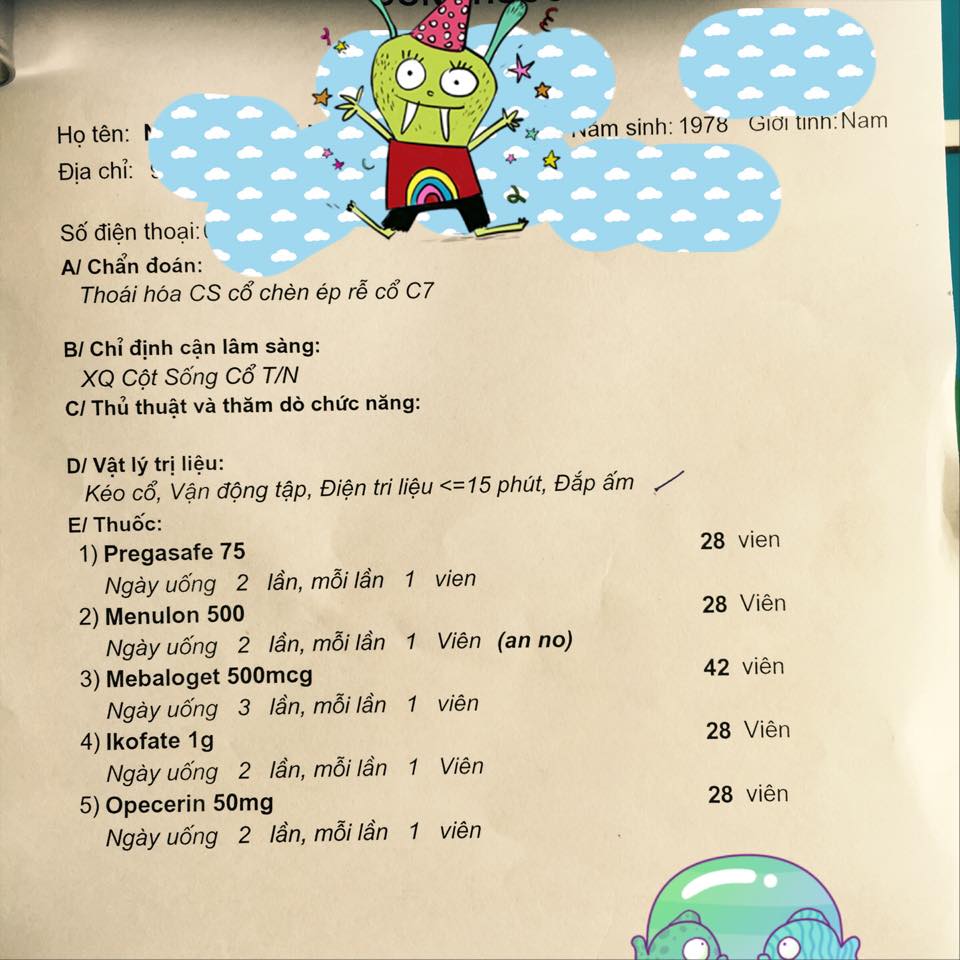 Họ tên:
Năm sinh: 1978 Giới tính: Nam
Địa chỉ:
Số điện thoại:
A/ Chẩn đoán:
Thoái hóa CS cổ chèn ép rễ cổ C7
B/ Chỉ định cận lâm sàng:
XQ Cột Sống Cổ T/N
C/ Thủ thuật và thăm dò chức năng:
D/ Vật lý trị liệu:
Kéo cổ, Vận động tập, Điện tri liệu <=15 phút, Đắp ấm
E/ Thuốc:
1) Pregasafe 75 28 vien
Ngày uống 2 lần, mỗi lần 1 vien
2) Menulon 500 28 Viên
Ngày uống 2 lần, mỗi lần 1 Viên (an no)
3) Mebaloget 500mcg 42 viên
Ngày uống 3 lần, mỗi lần 1 viên
4) Ikofate 1g 28 Viên
Ngày uống 2 lần, mỗi lần 1 Viên
5) Opecerin 50mg 28 viên
Ngày uống 2 lần, mỗi lần 1 viên